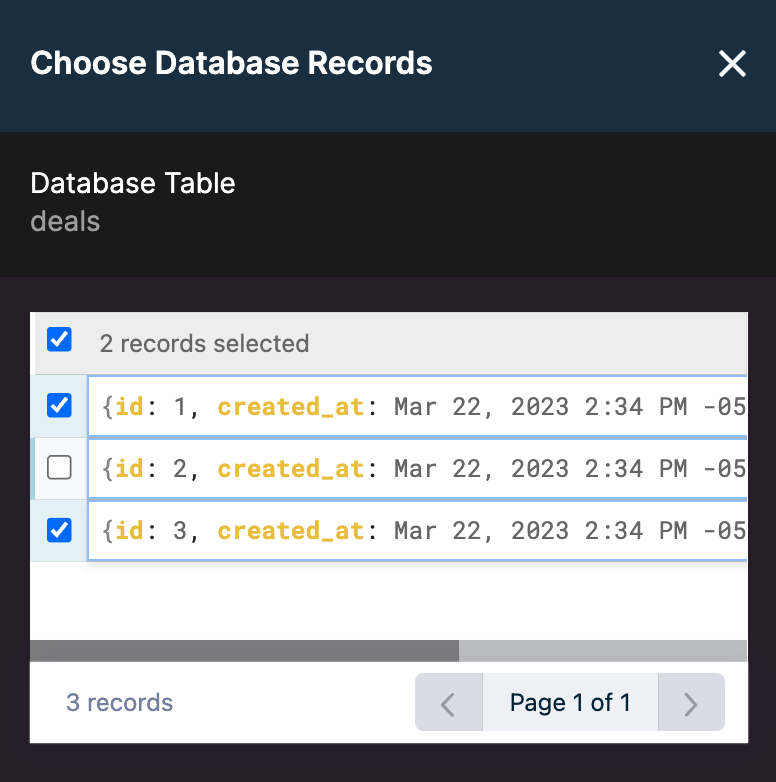 Choose Database Records
Database Table
deals
2 records selected
{id: 1, created_at: Mar 22, 2023 2:34 PM -05
{id: 2, created_at: Mar 22, 2023 2:34 PM -05
{id: 3, created_at: Mar 22, 2023 2:34 PM -05
3 records
Page 1 of 1